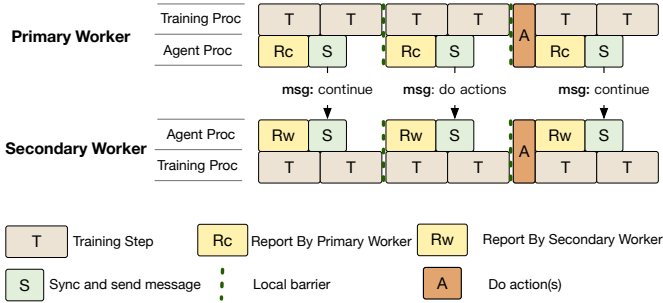 Training Proc T T T T A T T
Primary Worker
Agent Proc Rc S Rc S Rc S
msg: continue msg: do actions msg: continue
Agent Proc Rw S Rw S A Rw S
Secondary Worker
Training Proc T T T T T T
T Training Step Rc Report By Primary Worker Rw Report By Secondary Worker
S Sync and send message Local barrier A Do action(s)